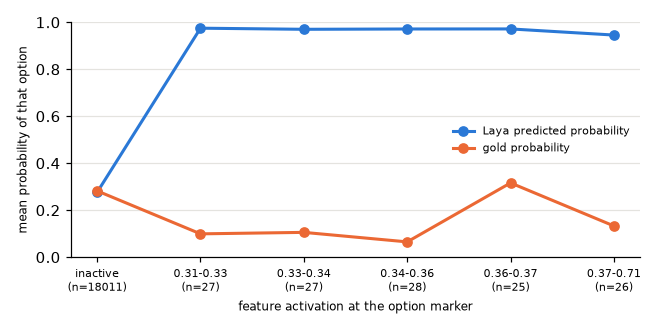 mean probability of that option
1.0
0.8
0.6
0.4
0.2
0.0
Laya predicted probability
gold probability
inactive
(n=18011)
0.31-0.33
(n=27)
0.33-0.34
(n=27)
0.34-0.36
(n=28)
0.36-0.37
(n=25)
0.37-0.71
(n=26)
feature activation at the option marker